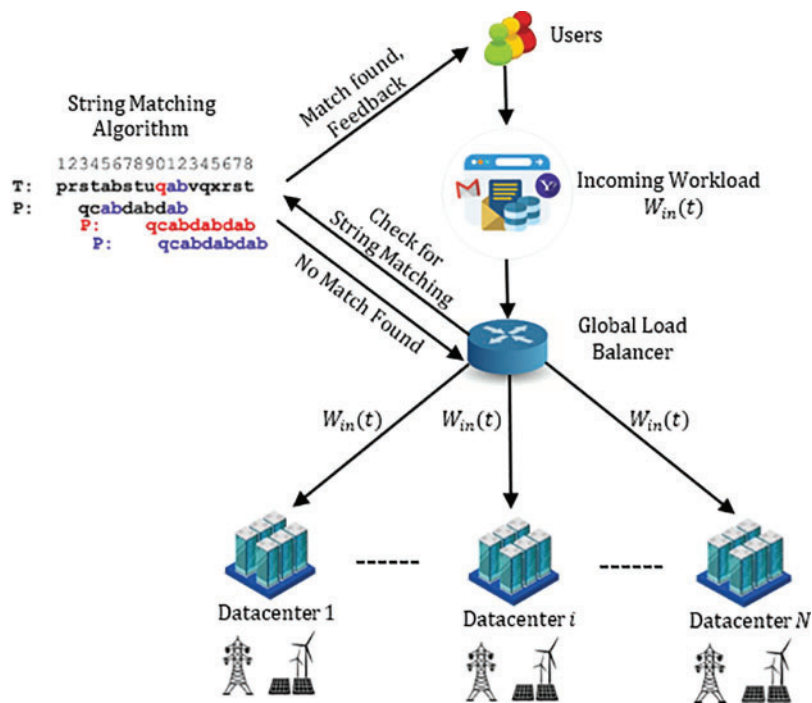 Users
Match found,
Feedback
String Matching
Algorithm
123456789012345678
T: prstabstuqabvqxrst
P: qcabdabdab
P: qcabdabdab
P: qcabdabdab
Incoming Workload
W_in(t)
Check for
String Matching
No Match Found
Global Load
Balancer
W_in(t) W_in(t) W_in(t)
Datacenter 1 Datacenter i Datacenter N